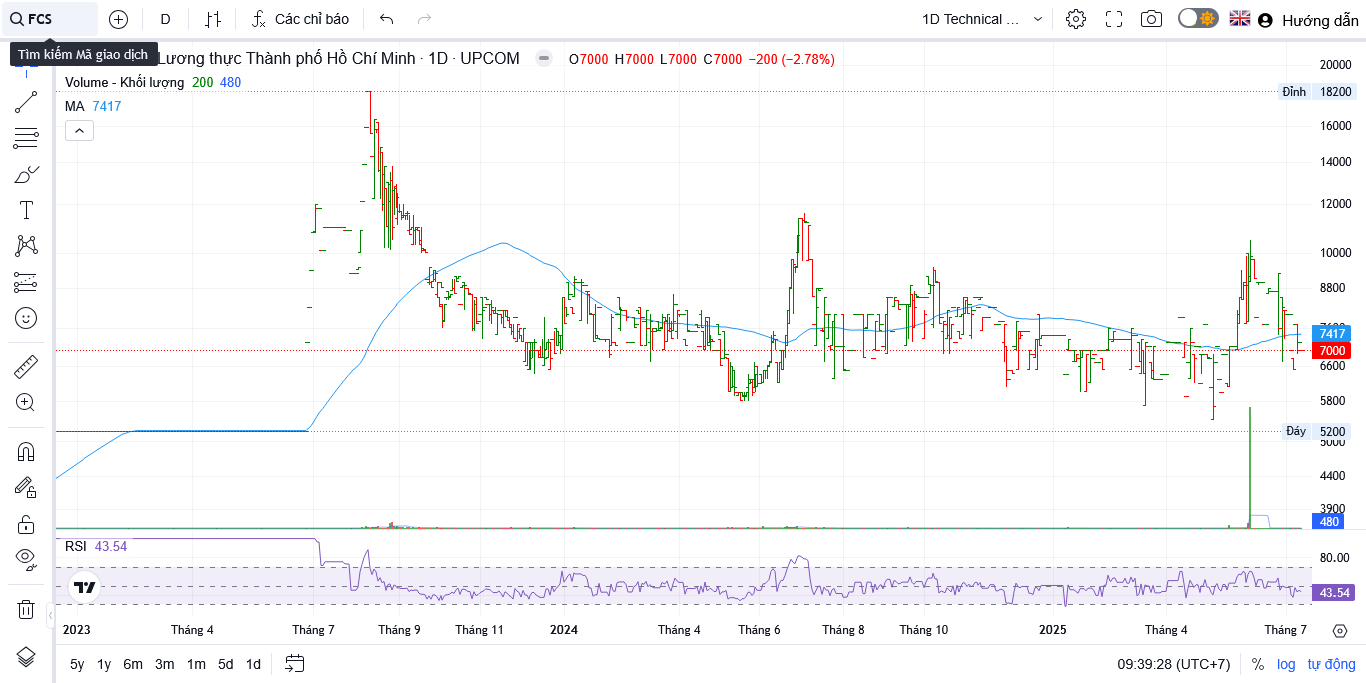 FCS
D
Các chỉ báo
1D Technical ...
Hướng dẫn
Tìm kiếm Mã giao dịch
Lương thực Thành phố Hồ Chí Minh · 1D · UPCOM
O7000 H7000 L7000 C7000 −200 (−2.78%)
Volume - Khối lượng 200 480
MA 7417
20000
Đỉnh 18200
16000
14000
12000
10000
8800
7417
7000
6600
5800
Đáy 5200
5000
4400
3900
480
RSI 43.54
80.00
43.54
2023 Tháng 4 Tháng 7 Tháng 9 Tháng 11 2024 Tháng 4 Tháng 6 Tháng 8 Tháng 10 2025 Tháng 4 Tháng 7
5y 1y 6m 3m 1m 5d 1d
09:39:28 (UTC+7) % log tự động